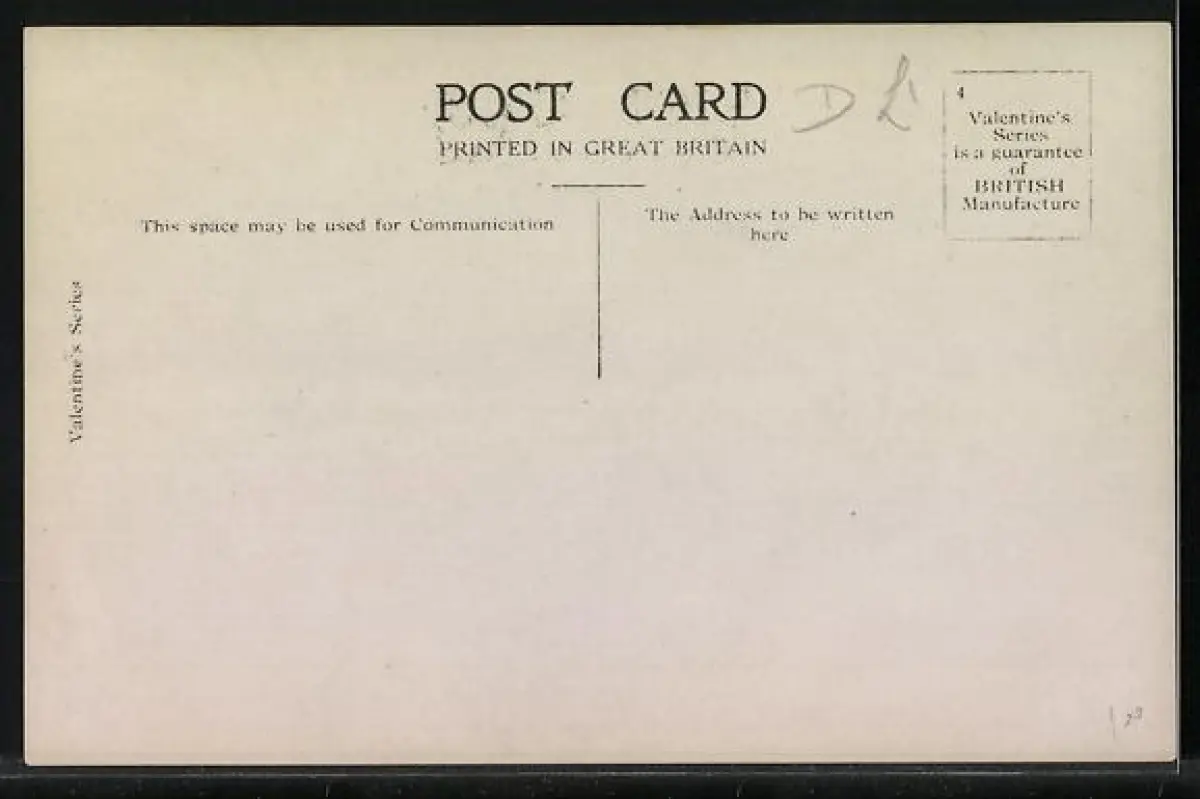 POST CARD
PRINTED IN GREAT BRITAIN
D L
4
Valentine's
Series
is a guarantee
of
BRITISH
Manufacture
This space may be used for Communication
The Address to be written
here
Valentine's Series